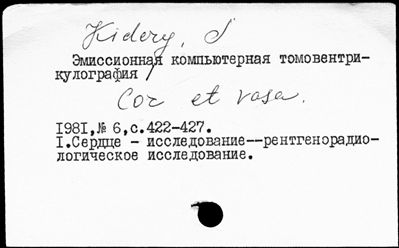 Kidery, S
Эмиссионная компьютерная томовентри-
кулография /
Cor et vasa.
1981,№ 6,с.422-427.
1.Сердце - исследование--рентгенорадио-
логическое исследование.